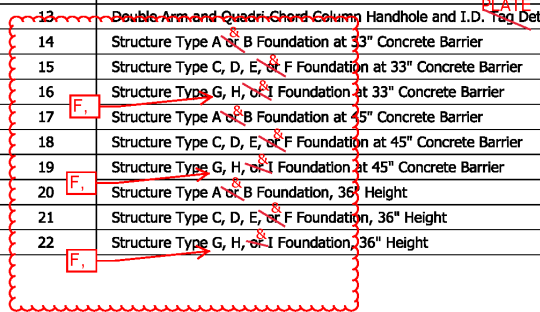 PLATE
13 Double Arm and Quadri-Chord Column Handhole and I.D. Tag Det
&
14 Structure Type A or B Foundation at 33" Concrete Barrier
&
15 Structure Type C, D, E, or F Foundation at 33" Concrete Barrier
&
16 Structure Type G, H, or I Foundation at 33" Concrete Barrier
F,
&
17 Structure Type A or B Foundation at 45" Concrete Barrier
&
18 Structure Type C, D, E, or F Foundation at 45" Concrete Barrier
&
19 Structure Type G, H, or I Foundation at 45" Concrete Barrier
F,
&
20 Structure Type A or B Foundation, 36" Height
&
21 Structure Type C, D, E, or F Foundation, 36" Height
&
22 Structure Type G, H, or I Foundation, 36" Height
F,